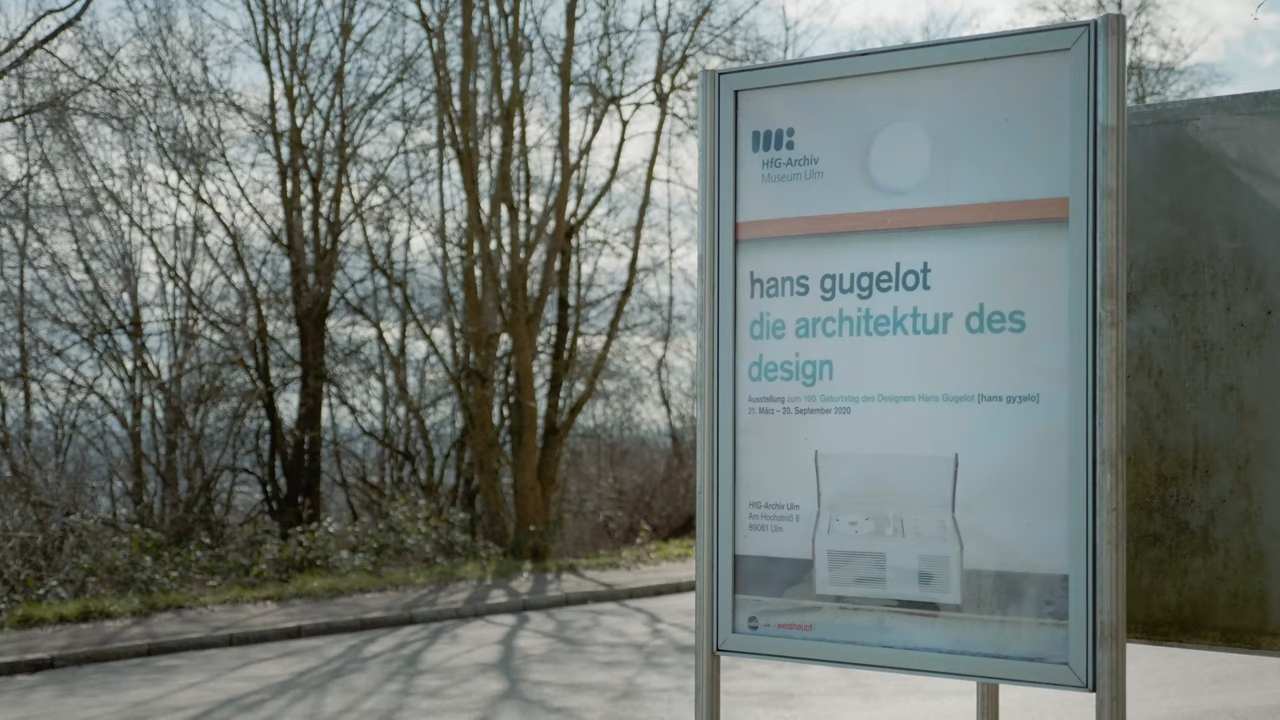 HfG-Archiv
Museum Ulm
hans gugelot
die architektur des
design
Ausstellung zum 100. Geburtstag des Designers Hans Gugelot [hans gyʒəlo]
21. März – 20. September 2020
HfG-Archiv Ulm
Am Hochsträß 8
89081 Ulm
weishaupt